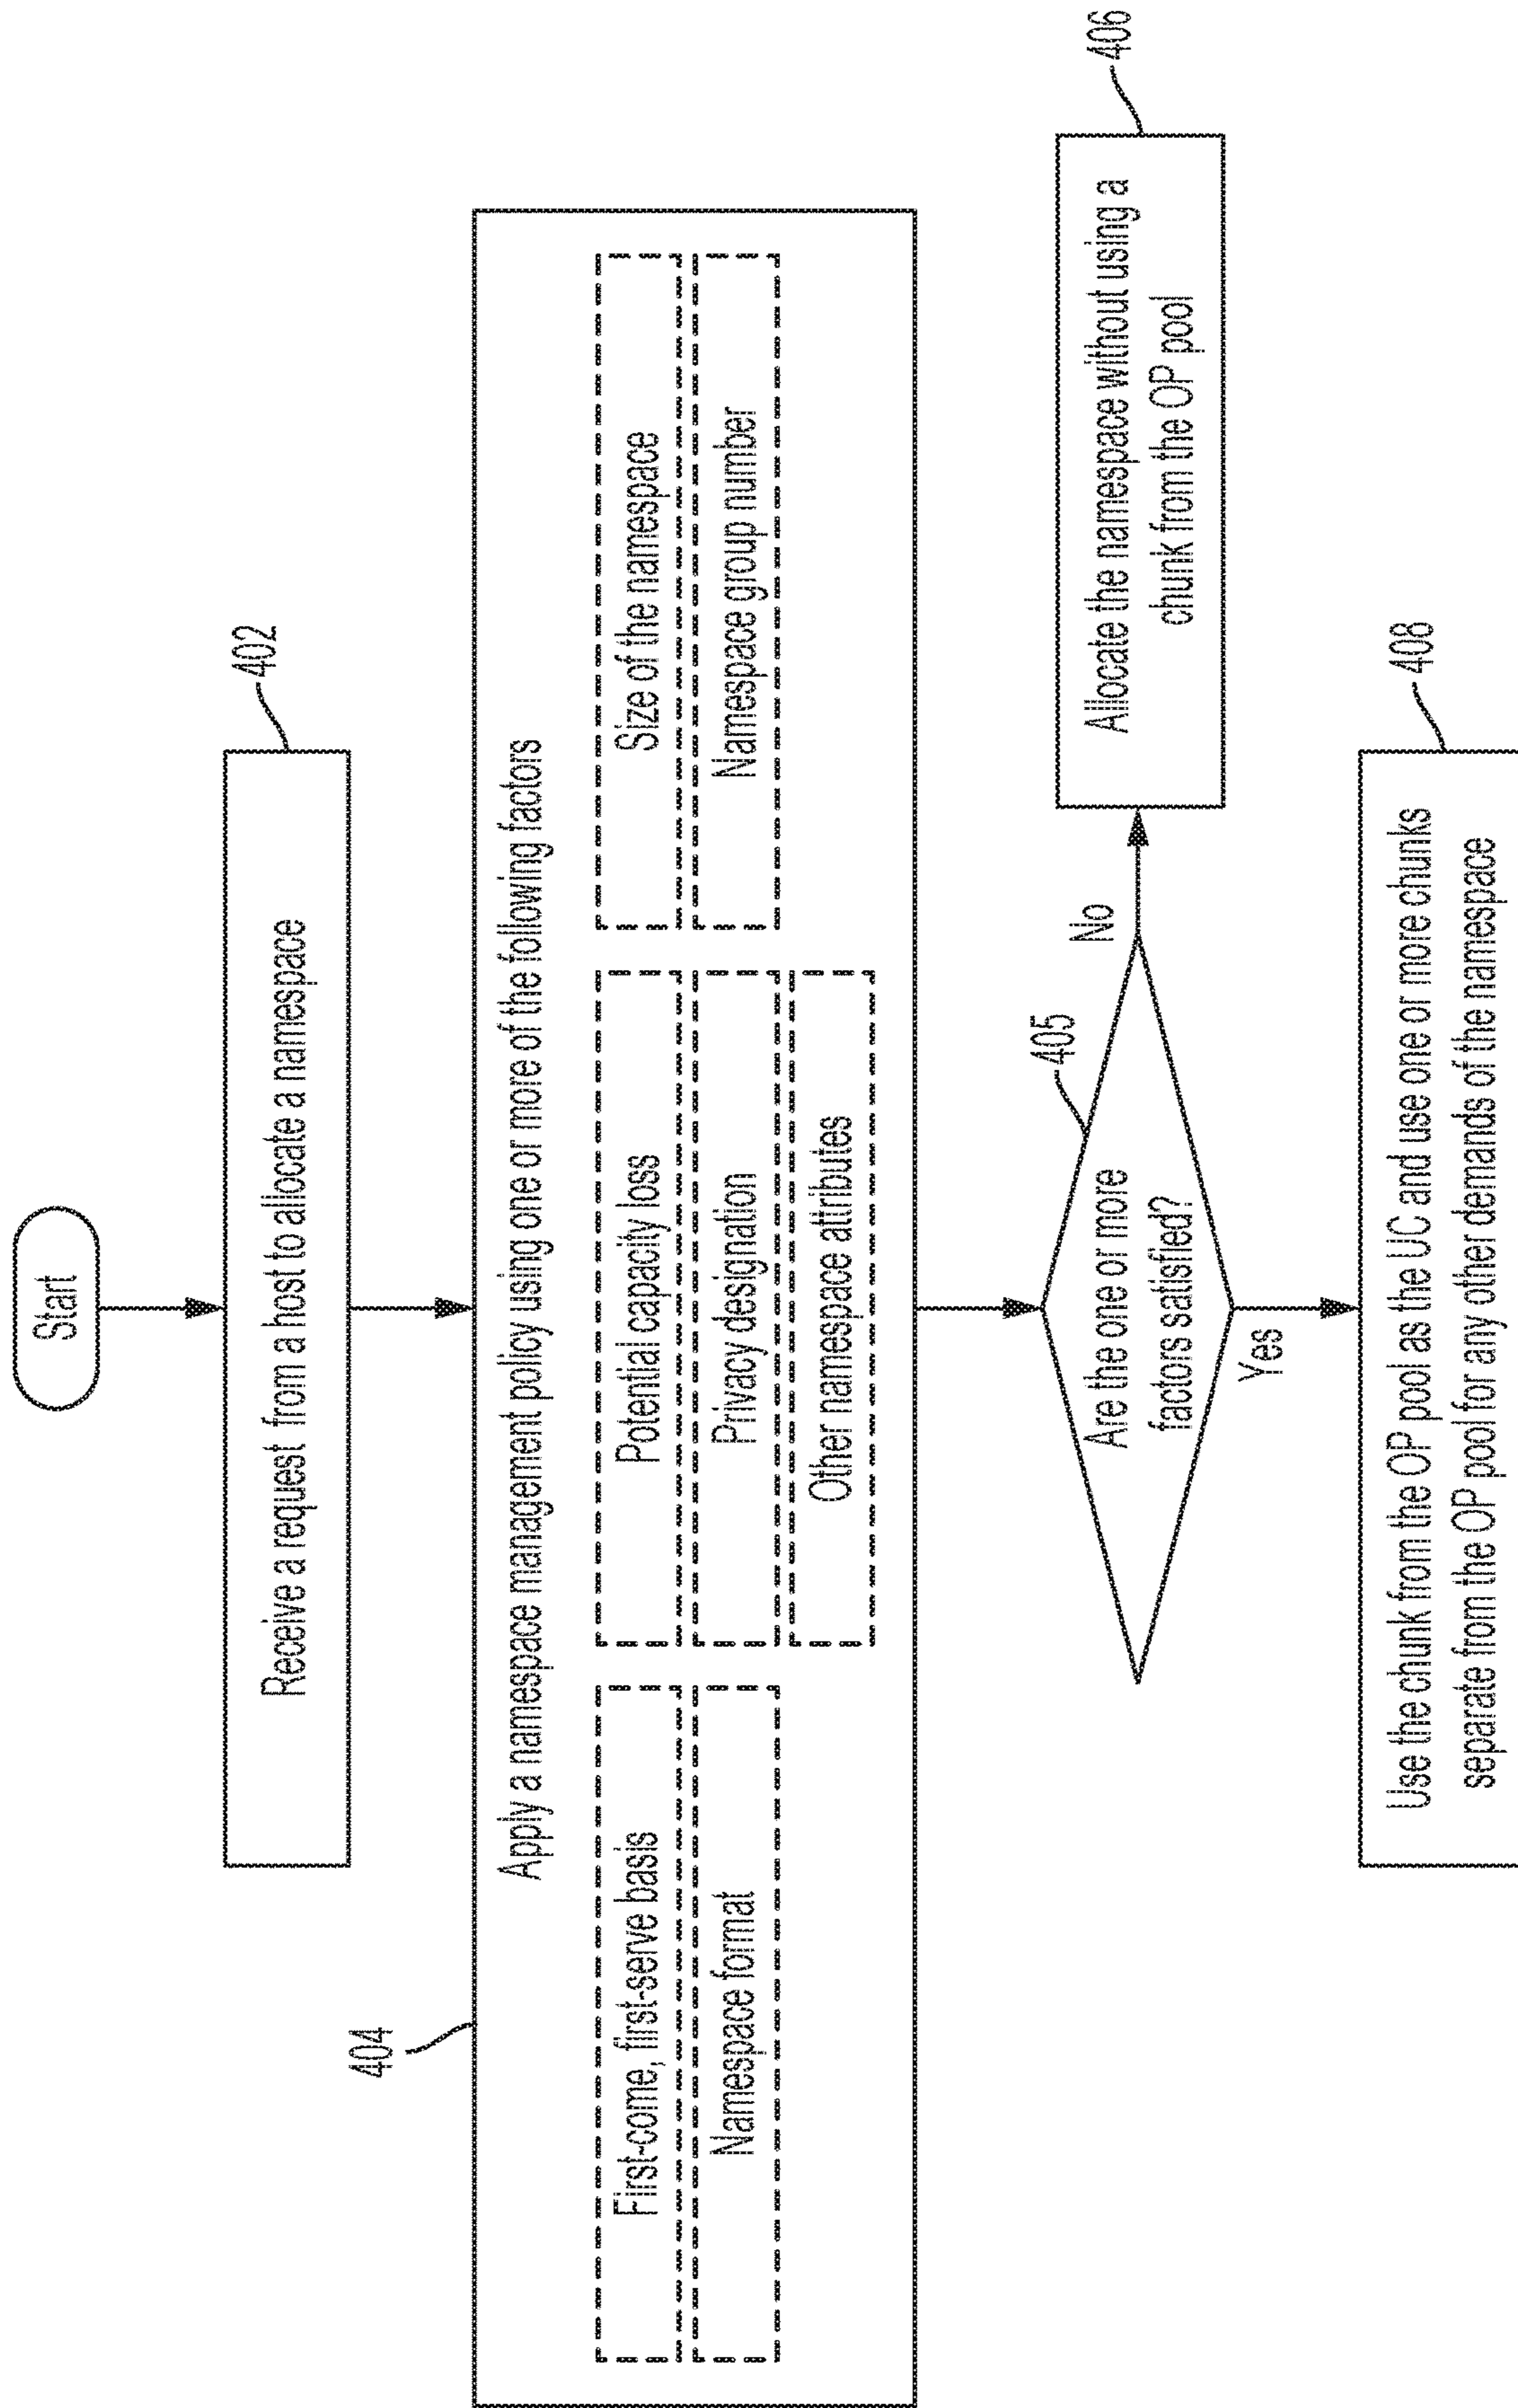 Start
Receive a request from a host to allocate a namespace
402
404
Apply a namespace management policy using one or more of the following factors
First-come, first-serve basis
Potential capacity loss
Size of the namespace
Namespace format
Privacy designation
Namespace group number
Other namespace attributes
405
Are the one or more
factors satisfied?
No
Allocate the namespace without using a
chunk from the OP pool
406
Yes
Use the chunk from the OP pool as the UC and use one or more chunks
separate from the OP pool for any other demands of the namespace
408